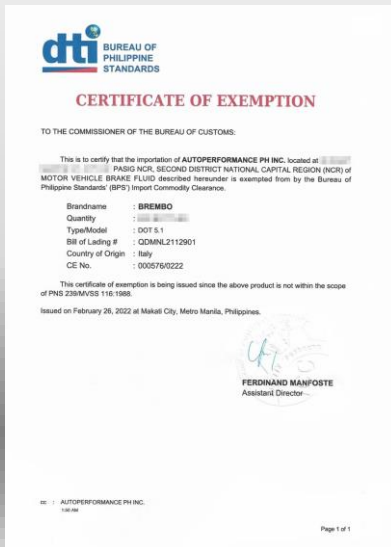 dti BUREAU OF
PHILIPPINE
STANDARDS
CERTIFICATE OF EXEMPTION
TO THE COMMISSIONER OF THE BUREAU OF CUSTOMS:
This is to certify that the importation of AUTOPERFORMANCE PH INC. located at
PASIG NCR, SECOND DISTRICT NATIONAL CAPITAL REGION (NCR) of
MOTOR VEHICLE BRAKE FLUID described hereunder is exempted from by the Bureau of
Philippine Standards' (BPS') Import Commodity Clearance.
Brandname : BREMBO
Quantity :
Type/Model : DOT 5.1
Bill of Lading # : QDMNL2112901
Country of Origin : Italy
CE No. : 000576/0222
This certificate of exemption is being issued since the above product is not within the scope
of PNS 239/MVSS 116:1988.
Issued on February 26, 2022 at Makati City, Metro Manila, Philippines.
FERDINAND MANFOSTE
Assistant Director
cc : AUTOPERFORMANCE PH INC.
Page 1 of 1